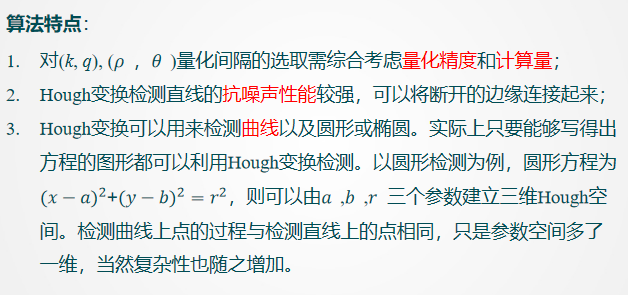 算法特点：
1. 对(k, q), (ρ , θ )量化间隔的选取需综合考虑量化精度和计算量；
2. Hough变换检测直线的抗噪声性能较强，可以将断开的边缘连接起来；
3. Hough变换可以用来检测曲线以及圆形或椭圆。实际上只要能够写得出
方程的图形都可以利用Hough变换检测。以圆形检测为例，圆形方程为
(x − a)²+(y − b)² = r²，则可以由a ,b ,r 三个参数建立三维Hough空
间。检测曲线上点的过程与检测直线上的点相同，只是参数空间多了
一维，当然复杂性也随之增加。